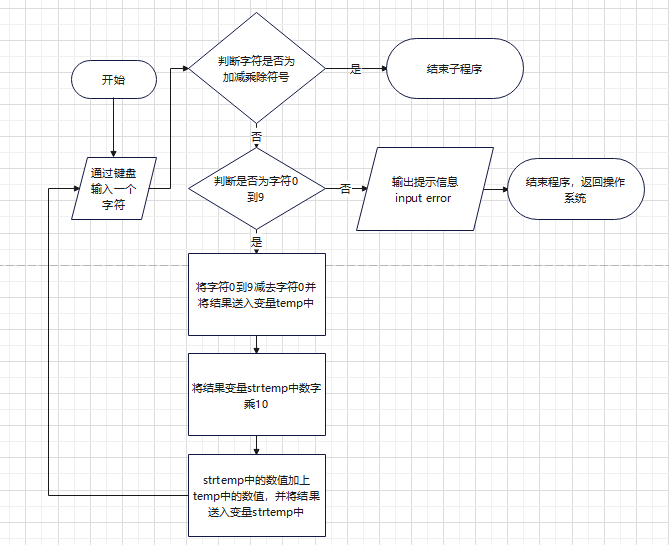 开始
通过键盘
输入一个
字符
判断字符是否为
加减乘除符号
是
结束子程序
否
判断是否为字符0
到9
否
输出提示信息
input error
结束程序，返回操作
系统
是
将字符0到9减去字符0并
将结果送入变量temp中
将结果变量strtemp中数字
乘10
strtemp中的数值加上
temp中的数值，并将结果
送入变量strtemp中